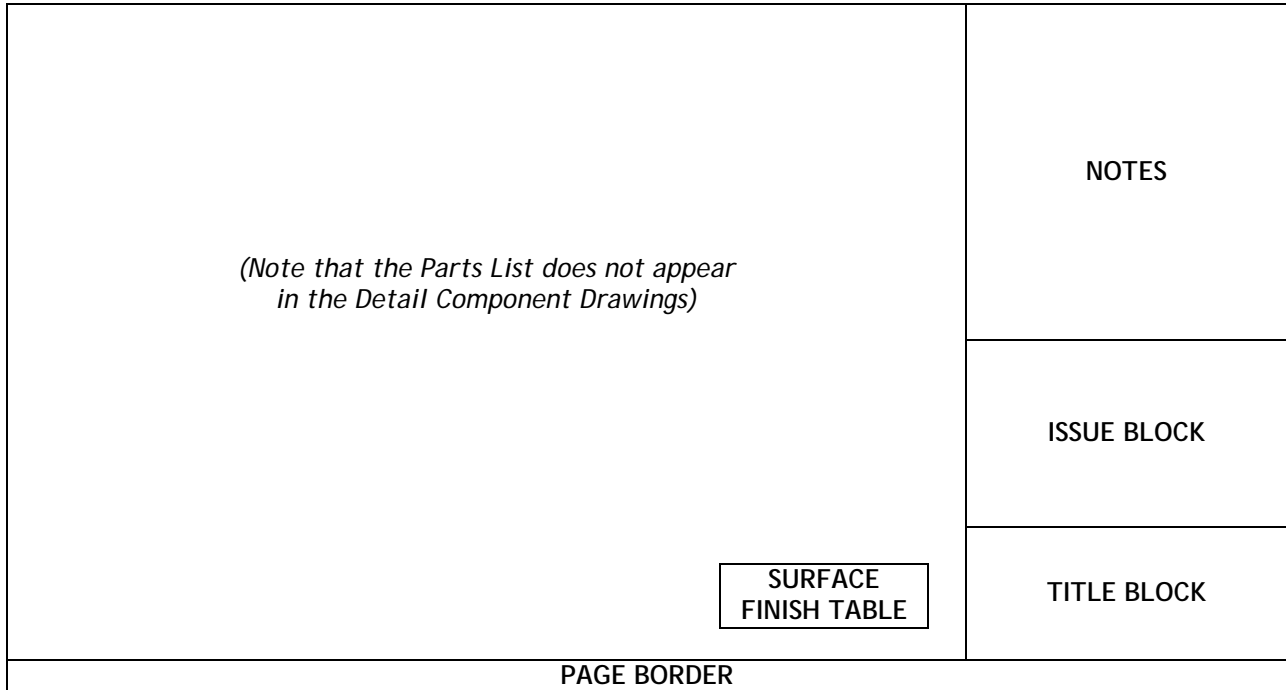 NOTES
(Note that the Parts List does not appear
in the Detail Component Drawings)
ISSUE BLOCK
SURFACE
FINISH TABLE
TITLE BLOCK
PAGE BORDER